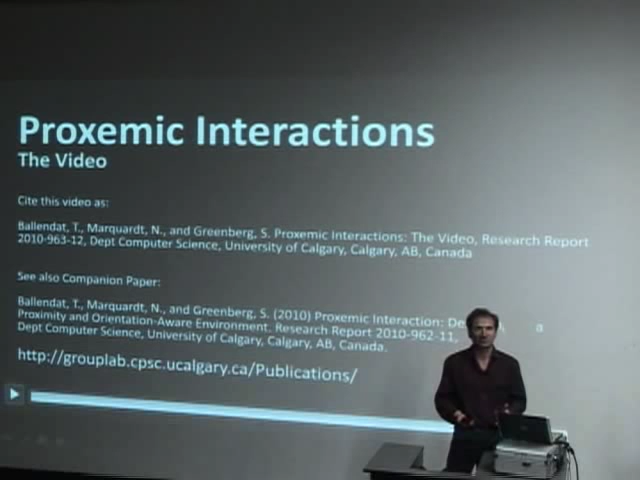 Proxemic Interactions
The Video
Cite this video as:
Ballendat, T., Marquardt, N., and Greenberg, S. Proxemic Interactions: The Video, Research Report
2010-963-12, Dept Computer Science, University of Calgary, Calgary, AB, Canada
See also Companion Paper:
Ballendat, T., Marquardt, N., and Greenberg, S. (2010) Proxemic Interaction: De a
Proximity and Orientation-Aware Environment. Research Report 2010-962-11,
Dept Computer Science, University of Calgary, Calgary, AB, Canada.
http://grouplab.cpsc.ucalgary.ca/Publications/